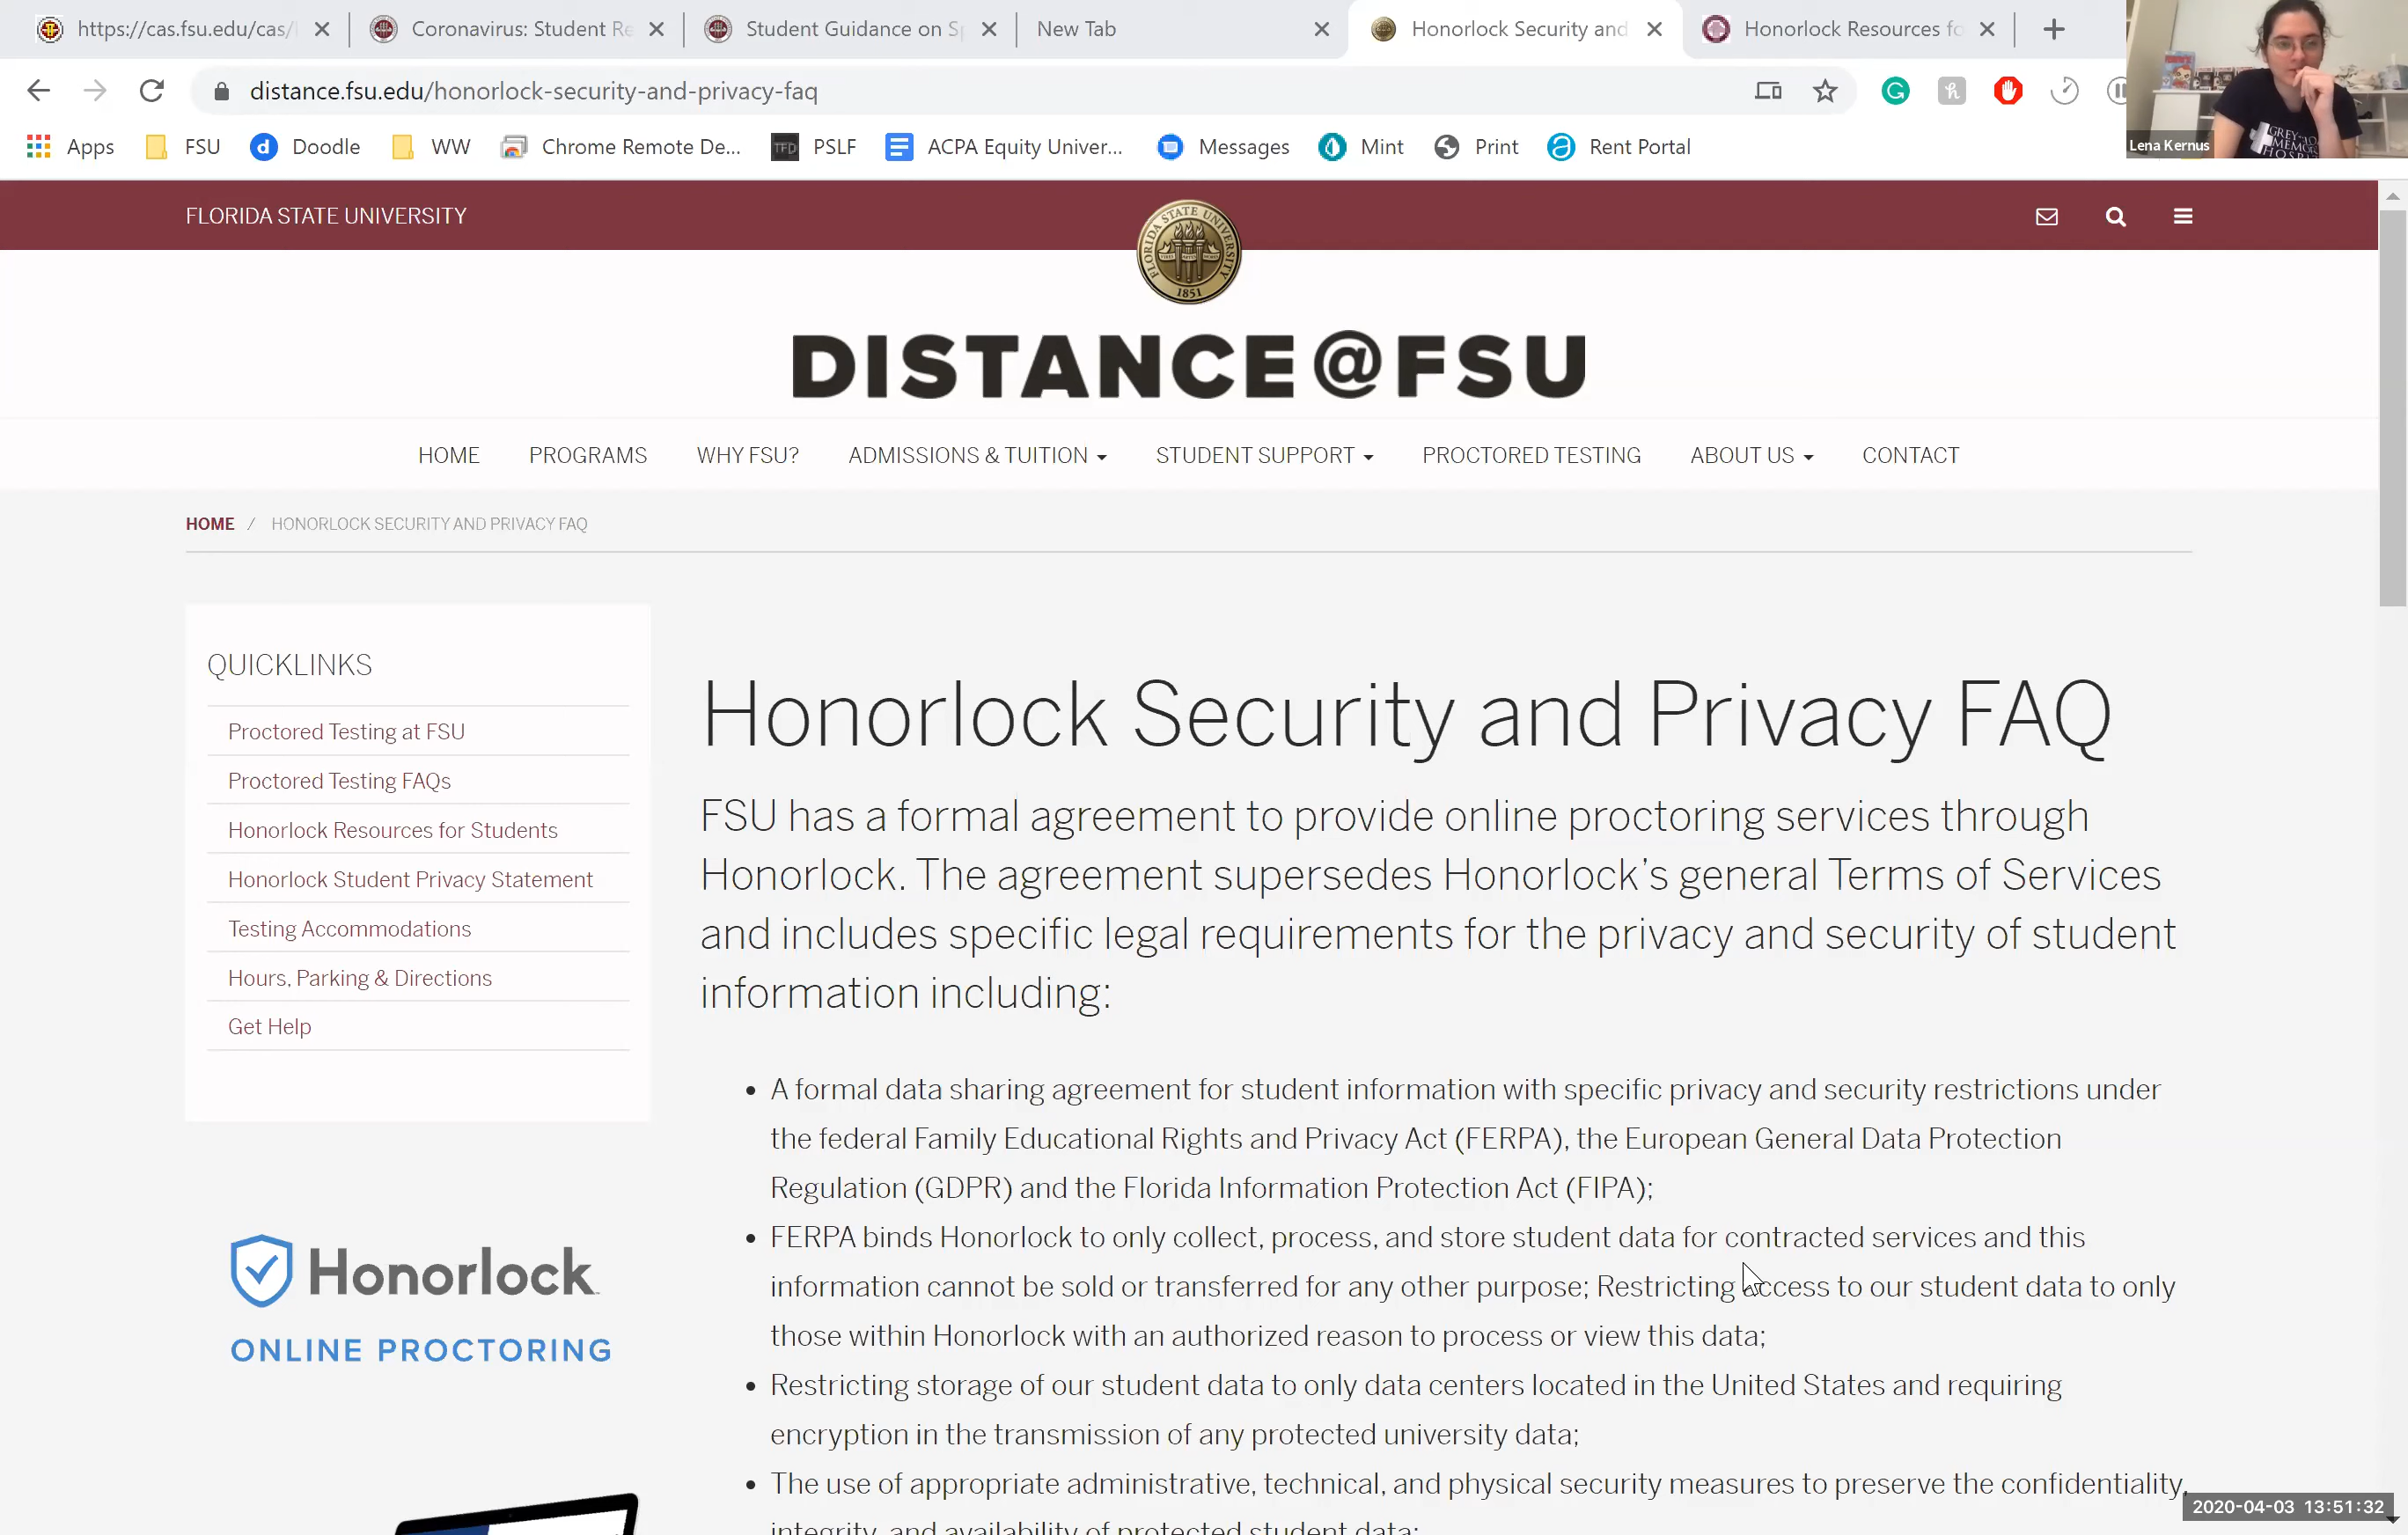 https://cas.fsu.edu/cas/
Coronavirus: Student Re
Student Guidance on Sp
New Tab
Honorlock Security and
Honorlock Resources fo
distance.fsu.edu/honorlock-security-and-privacy-faq
Apps
FSU
Doodle
WW
Chrome Remote De...
TFD
PSLF
ACPA Equity Univer...
Messages
Mint
Print
Rent Portal
Lena Kernus
FLORIDA STATE UNIVERSITY
FLORIDA STATE UNIVERSITY
1851
DISTANCE@FSU
HOME
PROGRAMS
WHY FSU?
ADMISSIONS & TUITION
STUDENT SUPPORT
PROCTORED TESTING
ABOUT US
CONTACT
HOME / HONORLOCK SECURITY AND PRIVACY FAQ
QUICKLINKS
Proctored Testing at FSU
Proctored Testing FAQs
Honorlock Resources for Students
Honorlock Student Privacy Statement
Testing Accommodations
Hours, Parking & Directions
Get Help
Honorlock
ONLINE PROCTORING
Honorlock Security and Privacy FAQ
FSU has a formal agreement to provide online proctoring services through
Honorlock. The agreement supersedes Honorlock's general Terms of Services
and includes specific legal requirements for the privacy and security of student
information including:
• A formal data sharing agreement for student information with specific privacy and security restrictions under
the federal Family Educational Rights and Privacy Act (FERPA), the European General Data Protection
Regulation (GDPR) and the Florida Information Protection Act (FIPA);
• FERPA binds Honorlock to only collect, process, and store student data for contracted services and this
information cannot be sold or transferred for any other purpose; Restricting access to our student data to only
those within Honorlock with an authorized reason to process or view this data;
• Restricting storage of our student data to only data centers located in the United States and requiring
encryption in the transmission of any protected university data;
• The use of appropriate administrative, technical, and physical security measures to preserve the confidentiality,
integrity, and availability of protected student data;
2020-04-03 13:51:32